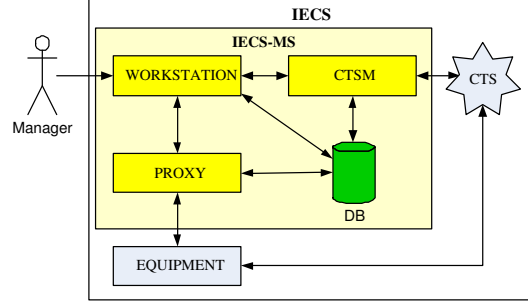 IECS
IECS-MS
WORKSTATION
CTSM
CTS
Manager
PROXY
DB
EQUIPMENT